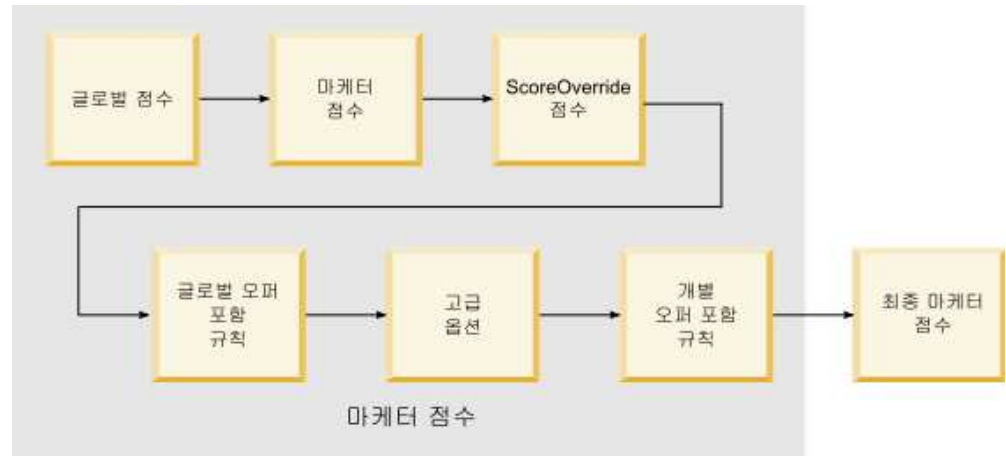 글로벌 점수
마케터
점수
ScoreOverride
점수
글로벌 오퍼
포함
규칙
고급
옵션
개별
오퍼 포함
규칙
최종 마케터
점수
마케터 점수